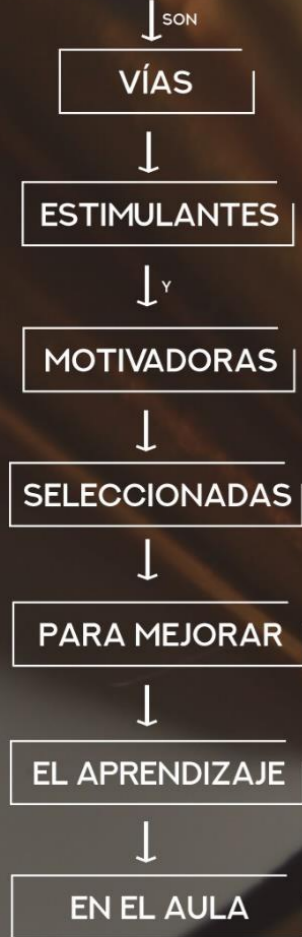 SON
VÍAS
ESTIMULANTES
Y
MOTIVADORAS
SELECCIONADAS
PARA MEJORAR
EL APRENDIZAJE
EN EL AULA